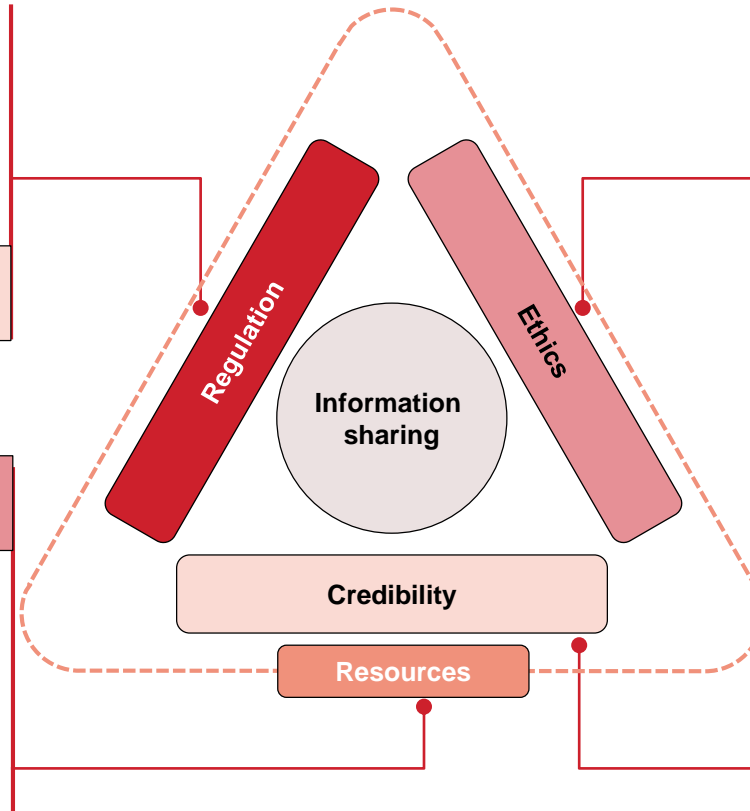 Regulation
Ethics
Information
sharing
Credibility
Resources